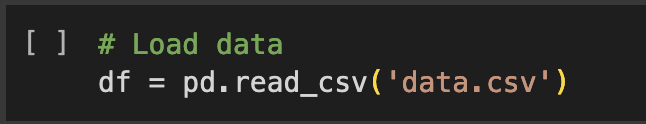 [ ] # Load data
df = pd.read_csv('data.csv')